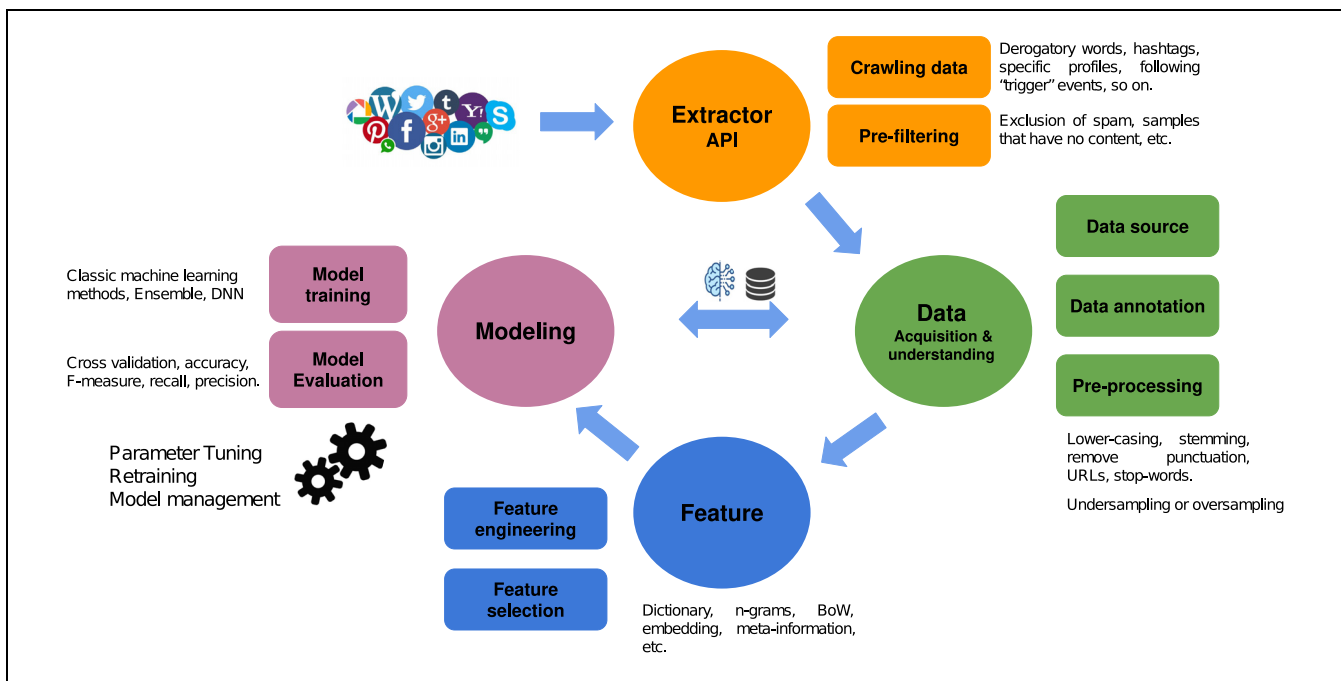 Extractor
API
Crawling data
Derogatory words, hashtags,
specific profiles, following
“trigger” events, so on.
Pre-filtering
Exclusion of spam, samples
that have no content, etc.
Data source
Data annotation
Pre-processing
Data
Acquisition &
understanding
Lower-casing, stemming,
remove punctuation,
URLs, stop-words.
Undersampling or oversampling
Feature
Feature
engineering
Feature
selection
Dictionary, n-grams, BoW,
embedding, meta-information,
etc.
Modeling
Model
training
Classic machine learning
methods, Ensemble, DNN
Model
Evaluation
Cross validation, accuracy,
F-measure, recall, precision.
Parameter Tuning
Retraining
Model management